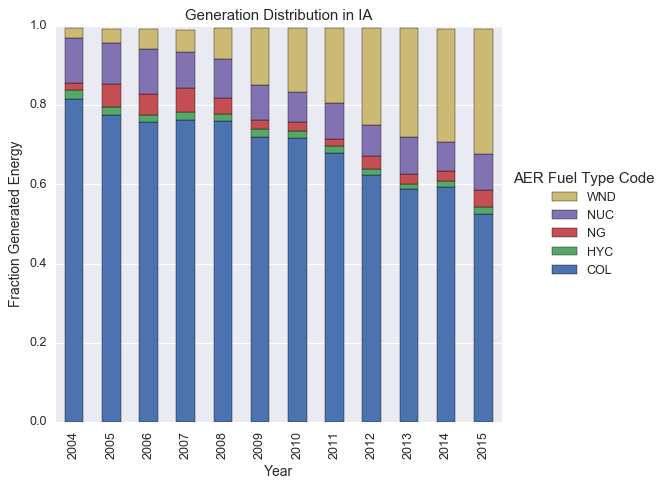 Generation Distribution in IA
1.0
0.8
0.6
0.4
0.2
0.0
Fraction Generated Energy
2004
2005
2006
2007
2008
2009
2010
2011
2012
2013
2014
2015
Year
AER Fuel Type Code
WND
NUC
NG
HYC
COL